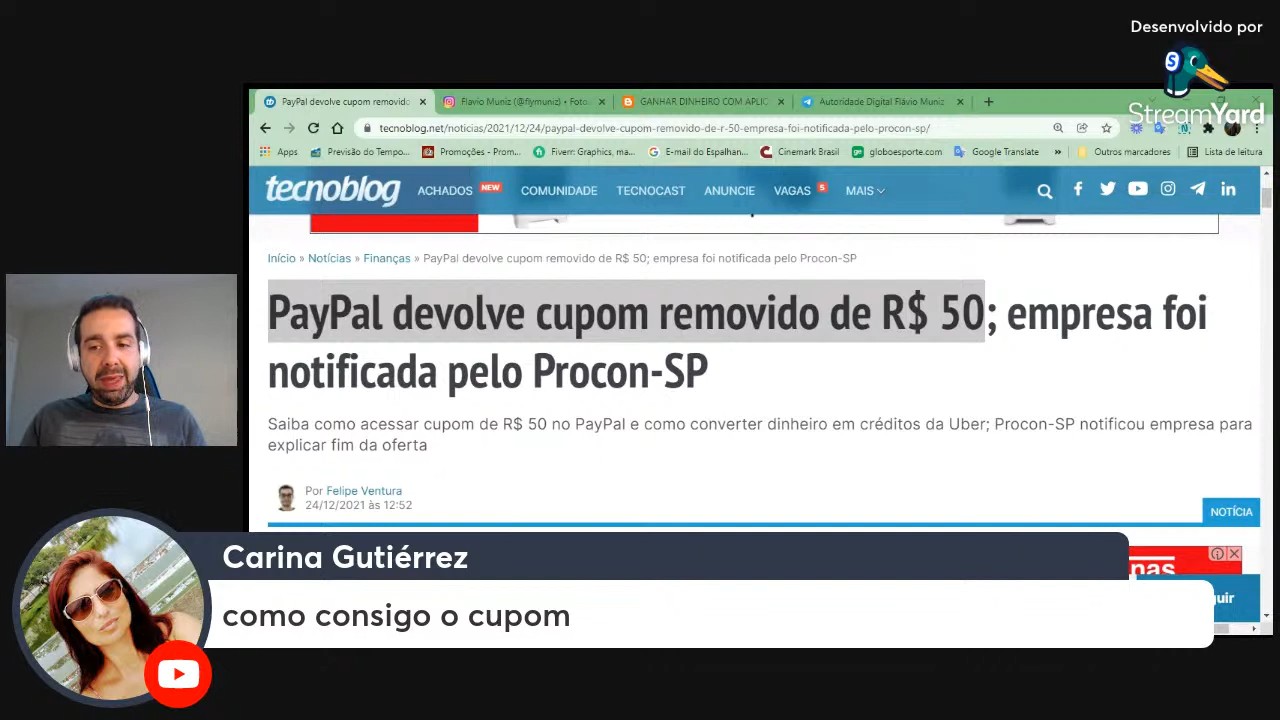 Desenvolvido por
StreamYard
PayPal devolve cupom removido
Flavio Muniz (@flymuniz) • Foto
GANHAR DINHEIRO COM APLIC
Autoridade Digital Flávio Muniz
tecnoblog.net/noticias/2021/12/24/paypal-devolve-cupom-removido-de-r-50-empresa-foi-notificada-pelo-procon-sp/
Apps
Previsão do Tempo...
Promoções - Prom...
Fiverr: Graphics, ma...
E-mail do Espalhan...
Cinemark Brasil
globoesporte.com
Google Translate
»
Outros marcadores
Lista de leitura
tecnoblog
ACHADOS NEW
COMUNIDADE
TECNOCAST
ANUNCIE
VAGAS 5
MAIS
Início » Notícias » Finanças » PayPal devolve cupom removido de R$ 50; empresa foi notificada pelo Procon-SP
PayPal devolve cupom removido de R$ 50; empresa foi
notificada pelo Procon-SP
Saiba como acessar cupom de R$ 50 no PayPal e como converter dinheiro em créditos da Uber; Procon-SP notificou empresa para
explicar fim da oferta
Por Felipe Ventura
24/12/2021 às 12:52
NOTÍCIA
Carina Gutiérrez
como consigo o cupom